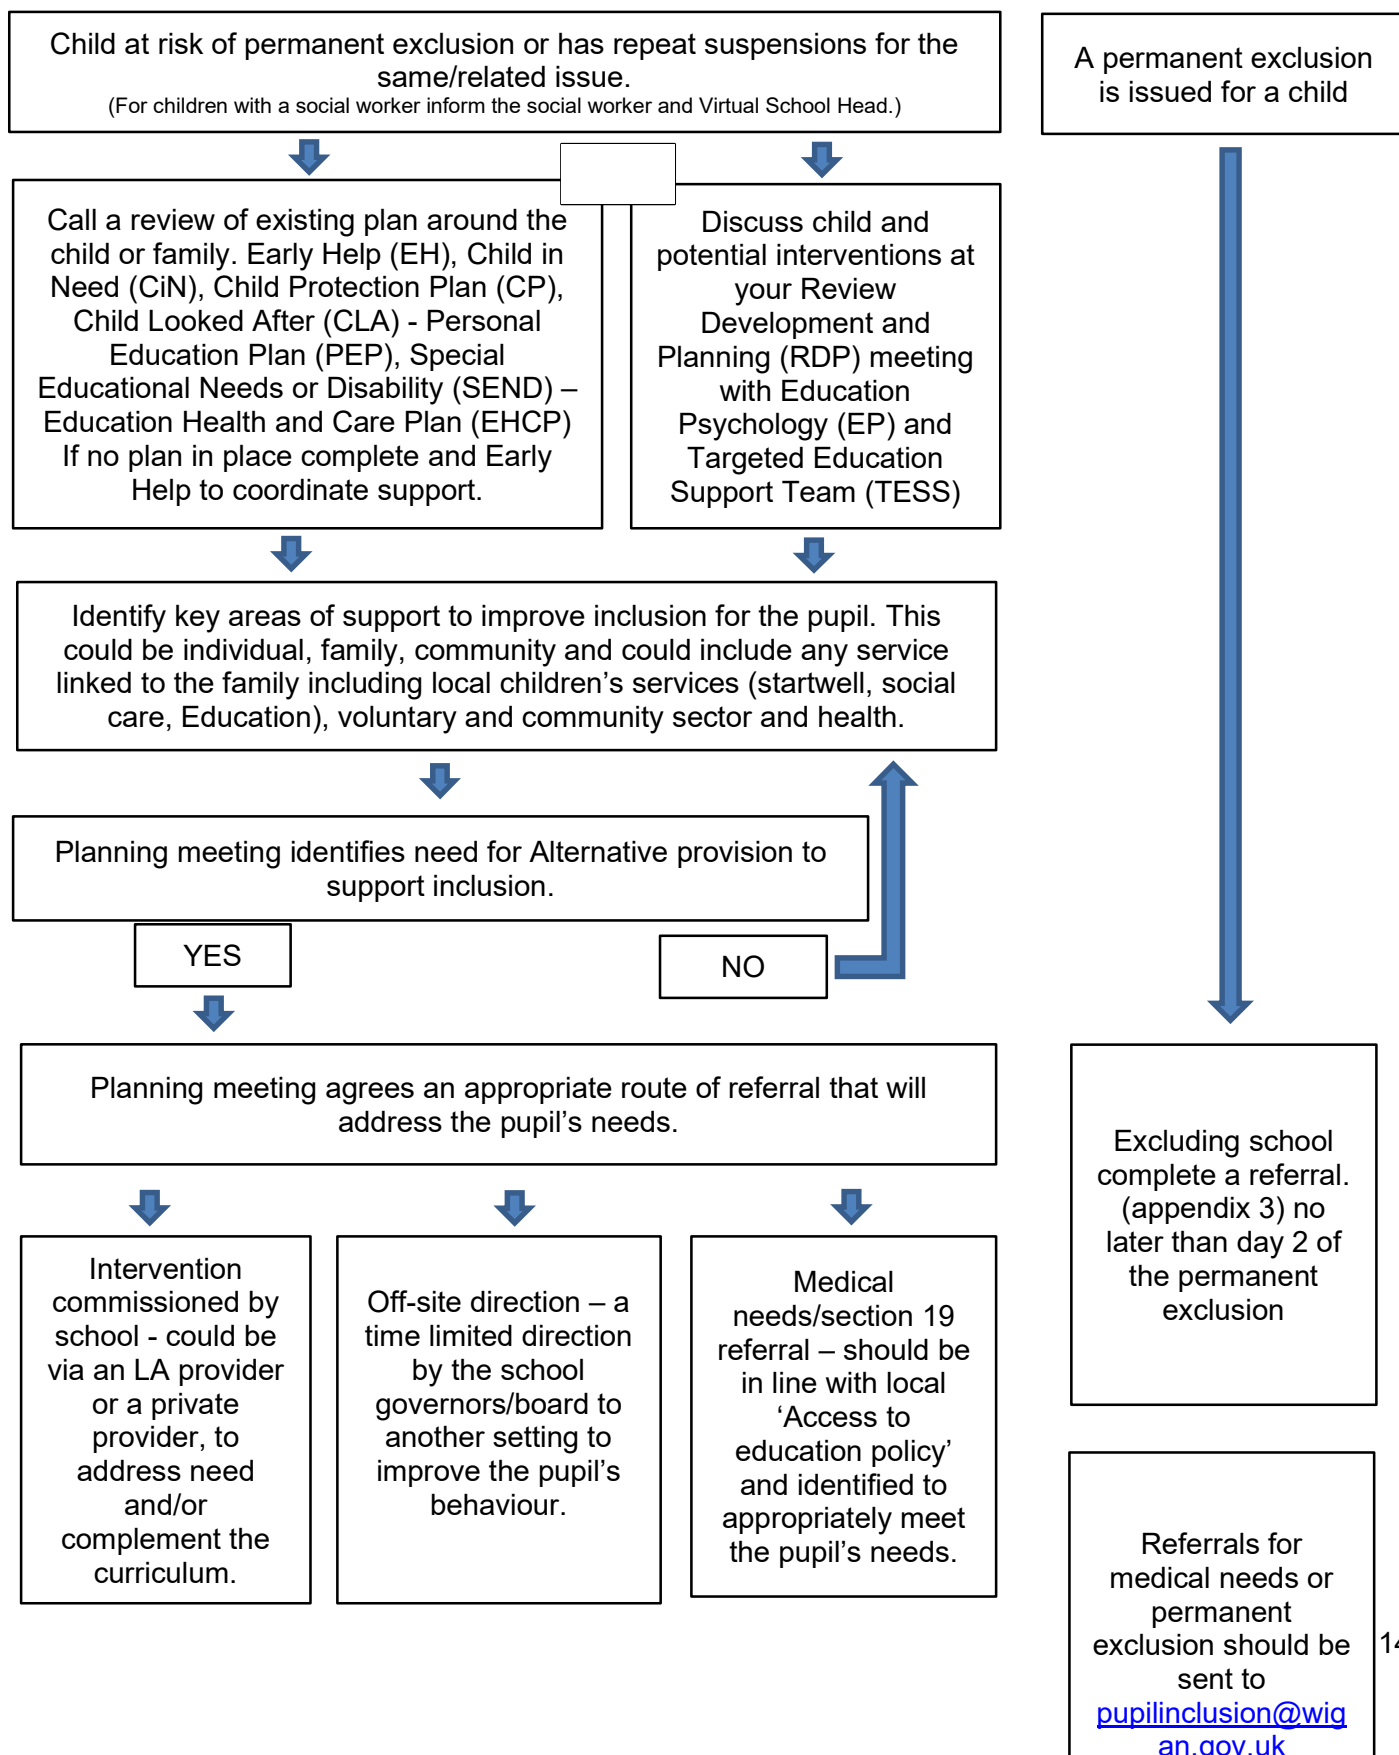 Child at risk of permanent exclusion or has repeat suspensions for the
same/related issue.
(For children with a social worker inform the social worker and Virtual School Head.)
A permanent exclusion
is issued for a child
Call a review of existing plan around the
child or family. Early Help (EH), Child in
Need (CiN), Child Protection Plan (CP),
Child Looked After (CLA) - Personal
Education Plan (PEP), Special
Educational Needs or Disability (SEND) –
Education Health and Care Plan (EHCP)
If no plan in place complete and Early
Help to coordinate support.
Discuss child and
potential interventions at
your Review
Development and
Planning (RDP) meeting
with Education
Psychology (EP) and
Targeted Education
Support Team (TESS)
Identify key areas of support to improve inclusion for the pupil. This
could be individual, family, community and could include any service
linked to the family including local children’s services (startwell, social
care, Education), voluntary and community sector and health.
Planning meeting identifies need for Alternative provision to
support inclusion.
YES
NO
Planning meeting agrees an appropriate route of referral that will
address the pupil’s needs.
Intervention
commissioned by
school - could be
via an LA provider
or a private
provider, to
address need
and/or
complement the
curriculum.
Off-site direction – a
time limited direction
by the school
governors/board to
another setting to
improve the pupil’s
behaviour.
Medical
needs/section 19
referral – should be
in line with local
‘Access to
education policy’
and identified to
appropriately meet
the pupil’s needs.
Excluding school
complete a referral.
(appendix 3) no
later than day 2 of
the permanent
exclusion
Referrals for
medical needs or
permanent
exclusion should be
sent to
pupilinclusion@wig
an.gov.uk
14